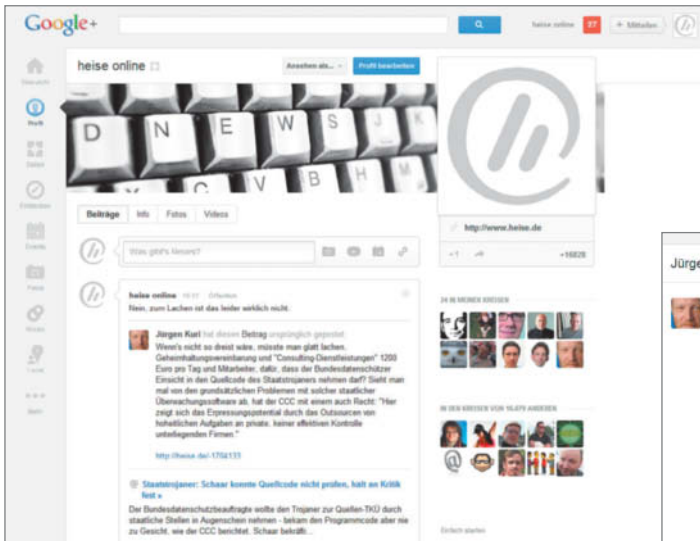 Google+
heise online 27 + Mitteilen
heise online Ansehen als... Profil bearbeiten
Profil
D N E W S J K
C V B H M
Beiträge Info Fotos Videos
http://www.heise.de
Was gibt's Neues?
+1 +16828
heise online Öffentlich
Nein, zum Lachen ist das leider wirklich nicht.
Jürgen Kuri hat diesen Beitrag ursprünglich gepostet:
Wenn's nicht so dreist wäre, müsste man glatt lachen.
Geheimhaltungsvereinbarung und "Consulting-Dienstleistungen" 1200
Euro pro Tag und Mitarbeiter, dafür, dass der Bundesdatenschützer
Einsicht in den Quellcode des Staatstrojaners nehmen darf? Sieht man
mal von den grundsätzlichen Problemen mit solcher staatlicher
Überwachungssoftware ab, hat der CCC mit einem auch Recht: "Hier
zeigt sich das Erpressungspotential durch das Outsourcen von
hoheitlichen Aufgaben an private, keiner effektiven Kontrolle
unterliegenden Firmen."
http://heise.de/-1704133
Staatstrojaner: Schaar konnte Quellcode nicht prüfen, hält an Kritik
fest »
Der Bundesdatenschutzbeauftragte wollte den Trojaner zur Quellen-TKÜ durch
staatliche Stellen in Augenschein nehmen - bekam den Programmcode aber nie
zu Gesicht, wie der CCC berichtet. Schaar bekräfti...
24 IN MEINEN KREISEN
IN DEN KREISEN VON 16.479 ANDEREN
Einfach starten
Jürge